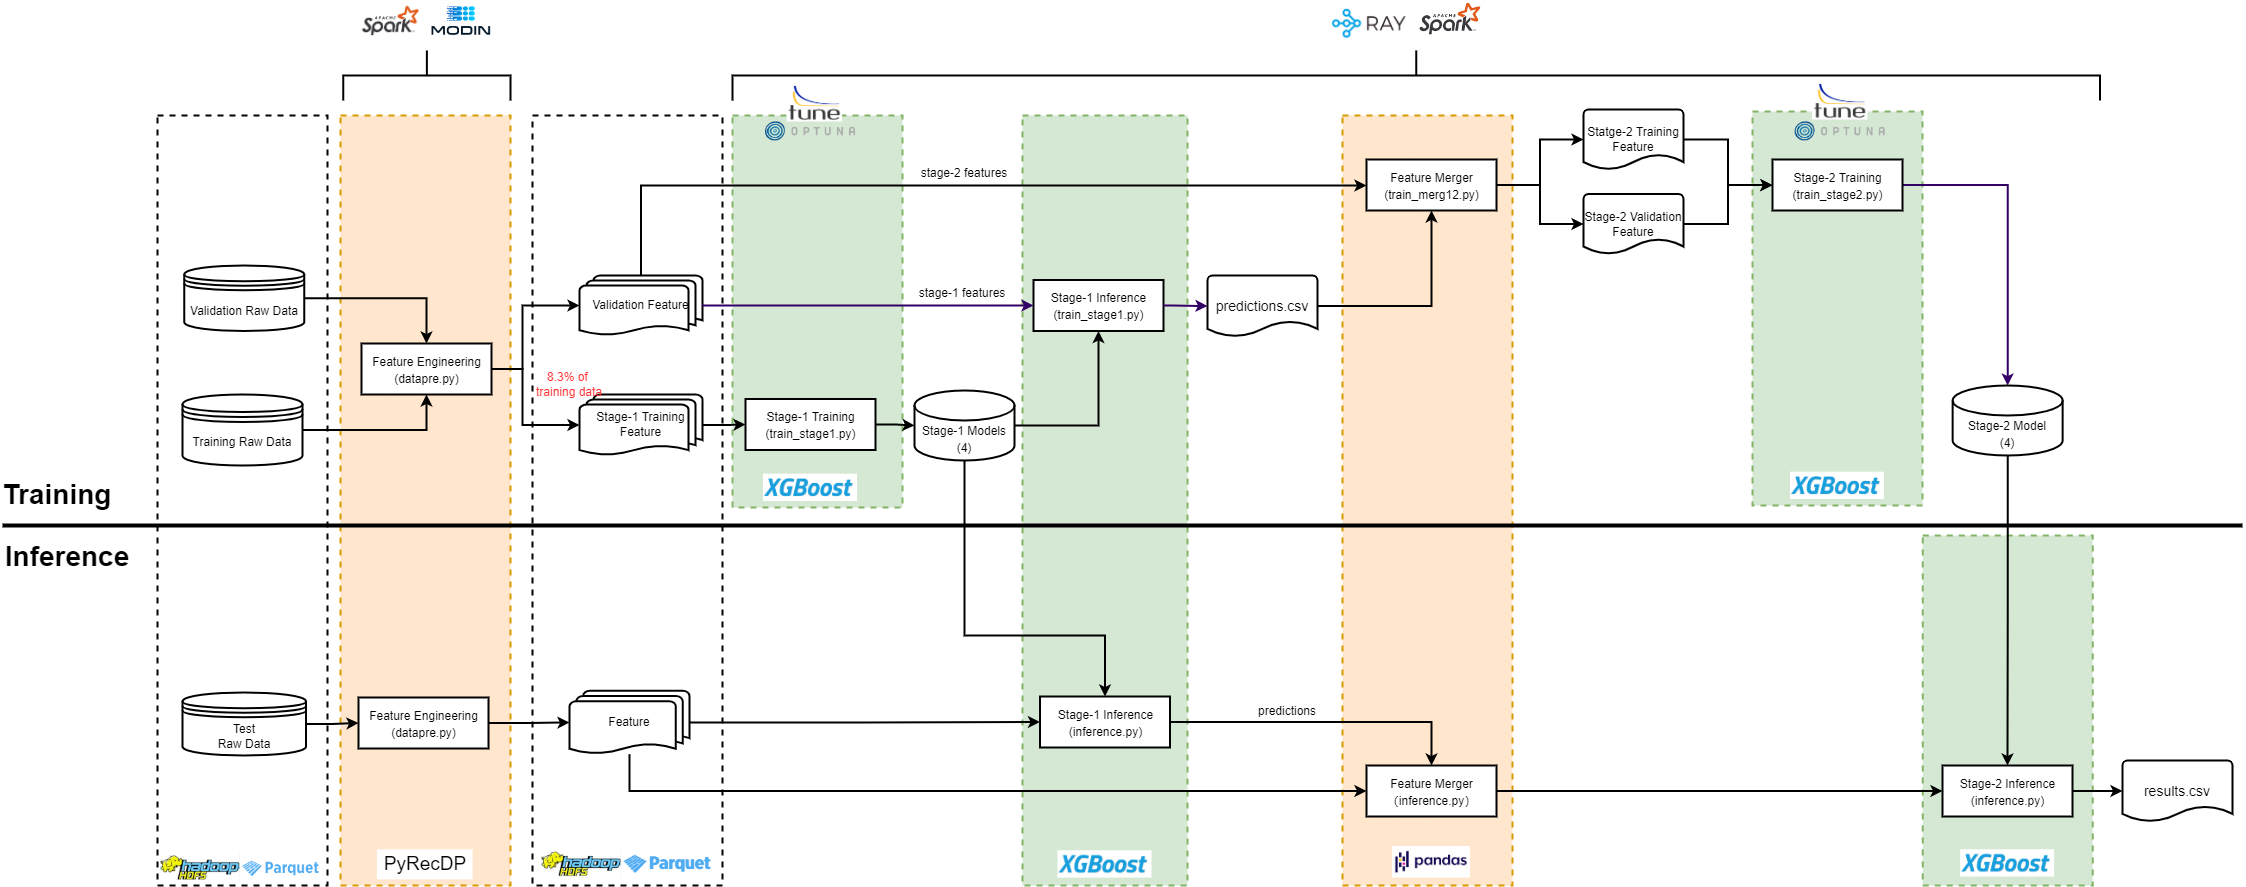 APACHE
Spark
MODIN
RAY
APACHE
Spark
tune
OPTUNA
tune
OPTUNA
stage-2 features
Feature Merger
(train_merg12.py)
Statge-2 Training
Feature
Stage-2 Validation
Feature
Stage-2 Training
(train_stage2.py)
Validation Raw Data
Feature Engineering
(datapre.py)
Training Raw Data
Validation Feature
stage-1 features
Stage-1 Inference
(train_stage1.py)
predictions.csv
8.3% of
training data
Stage-1 Training
Feature
Stage-1 Training
(train_stage1.py)
Stage-1 Models
(4)
Stage-2 Model
(4)
XGBoost
XGBoost
Training
Inference
Test
Raw Data
Feature Engineering
(datapre.py)
Feature
Stage-1 Inference
(inference.py)
predictions
Feature Merger
(inference.py)
Stage-2 Inference
(inference.py)
results.csv
hadoop
HDFS
Parquet
PyRecDP
hadoop
HDFS
Parquet
XGBoost
pandas
XGBoost